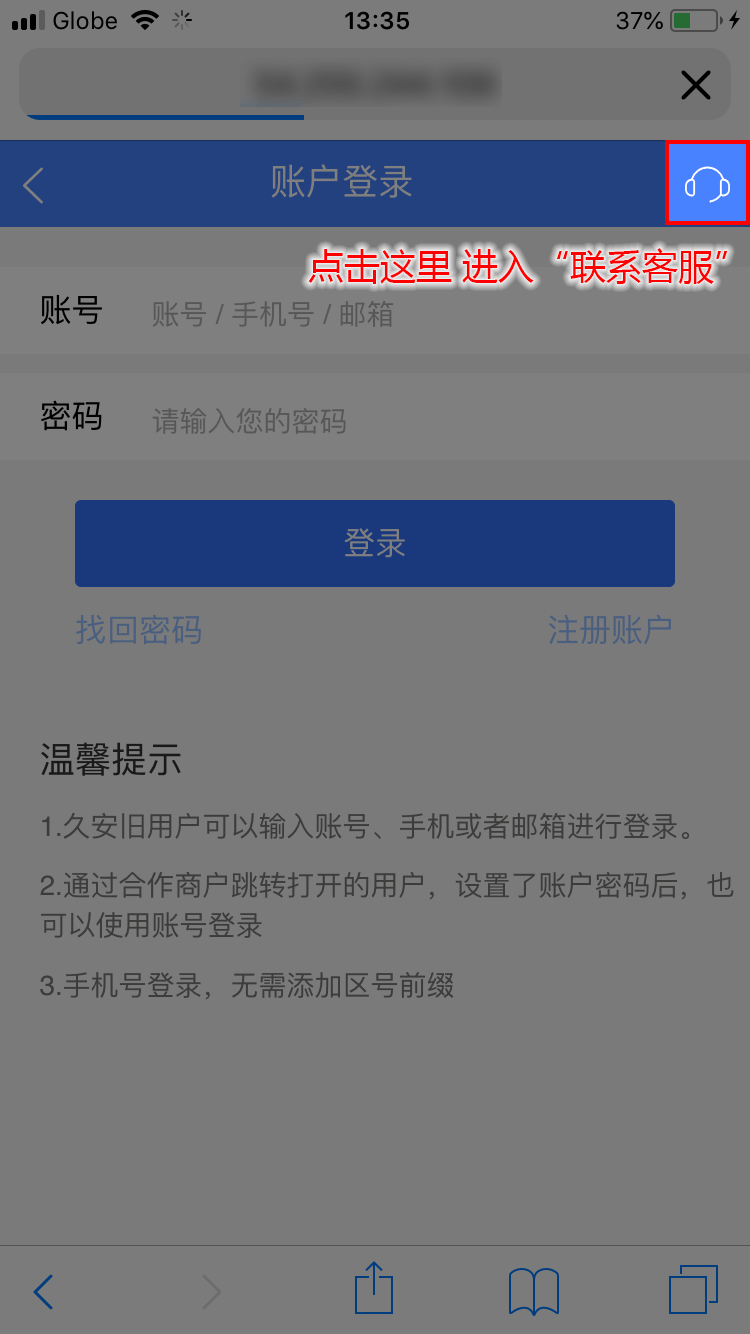 Globe 13:35 37%
账户登录
点击这里 进入 “联系客服”
账号 账号 / 手机号 / 邮箱
密码 请输入您的密码
登录
找回密码 注册账户
温馨提示
1.久安旧用户可以输入账号、手机或者邮箱进行登录。
2.通过合作商户跳转打开的用户，设置了账户密码后，也
可以使用账号登录
3.手机号登录，无需添加区号前缀